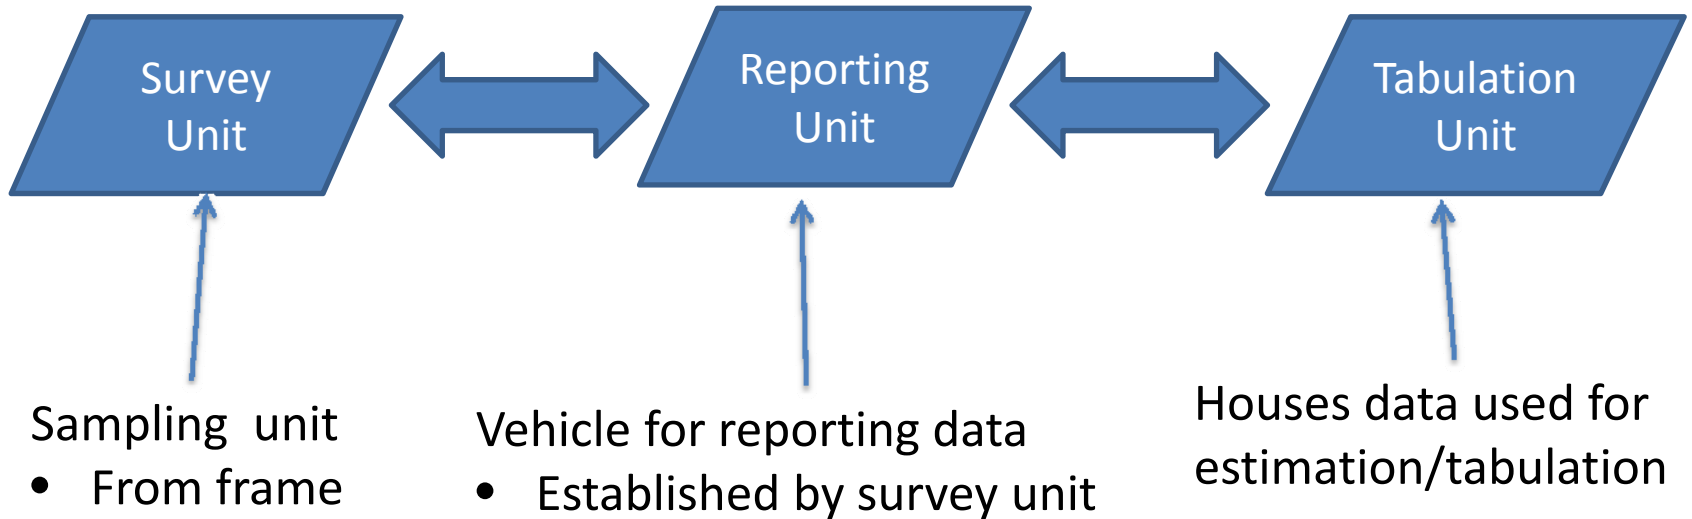 Survey
Unit
Reporting
Unit
Tabulation
Unit
Sampling unit
• From frame
Vehicle for reporting data
• Established by survey unit
Houses data used for
estimation/tabulation